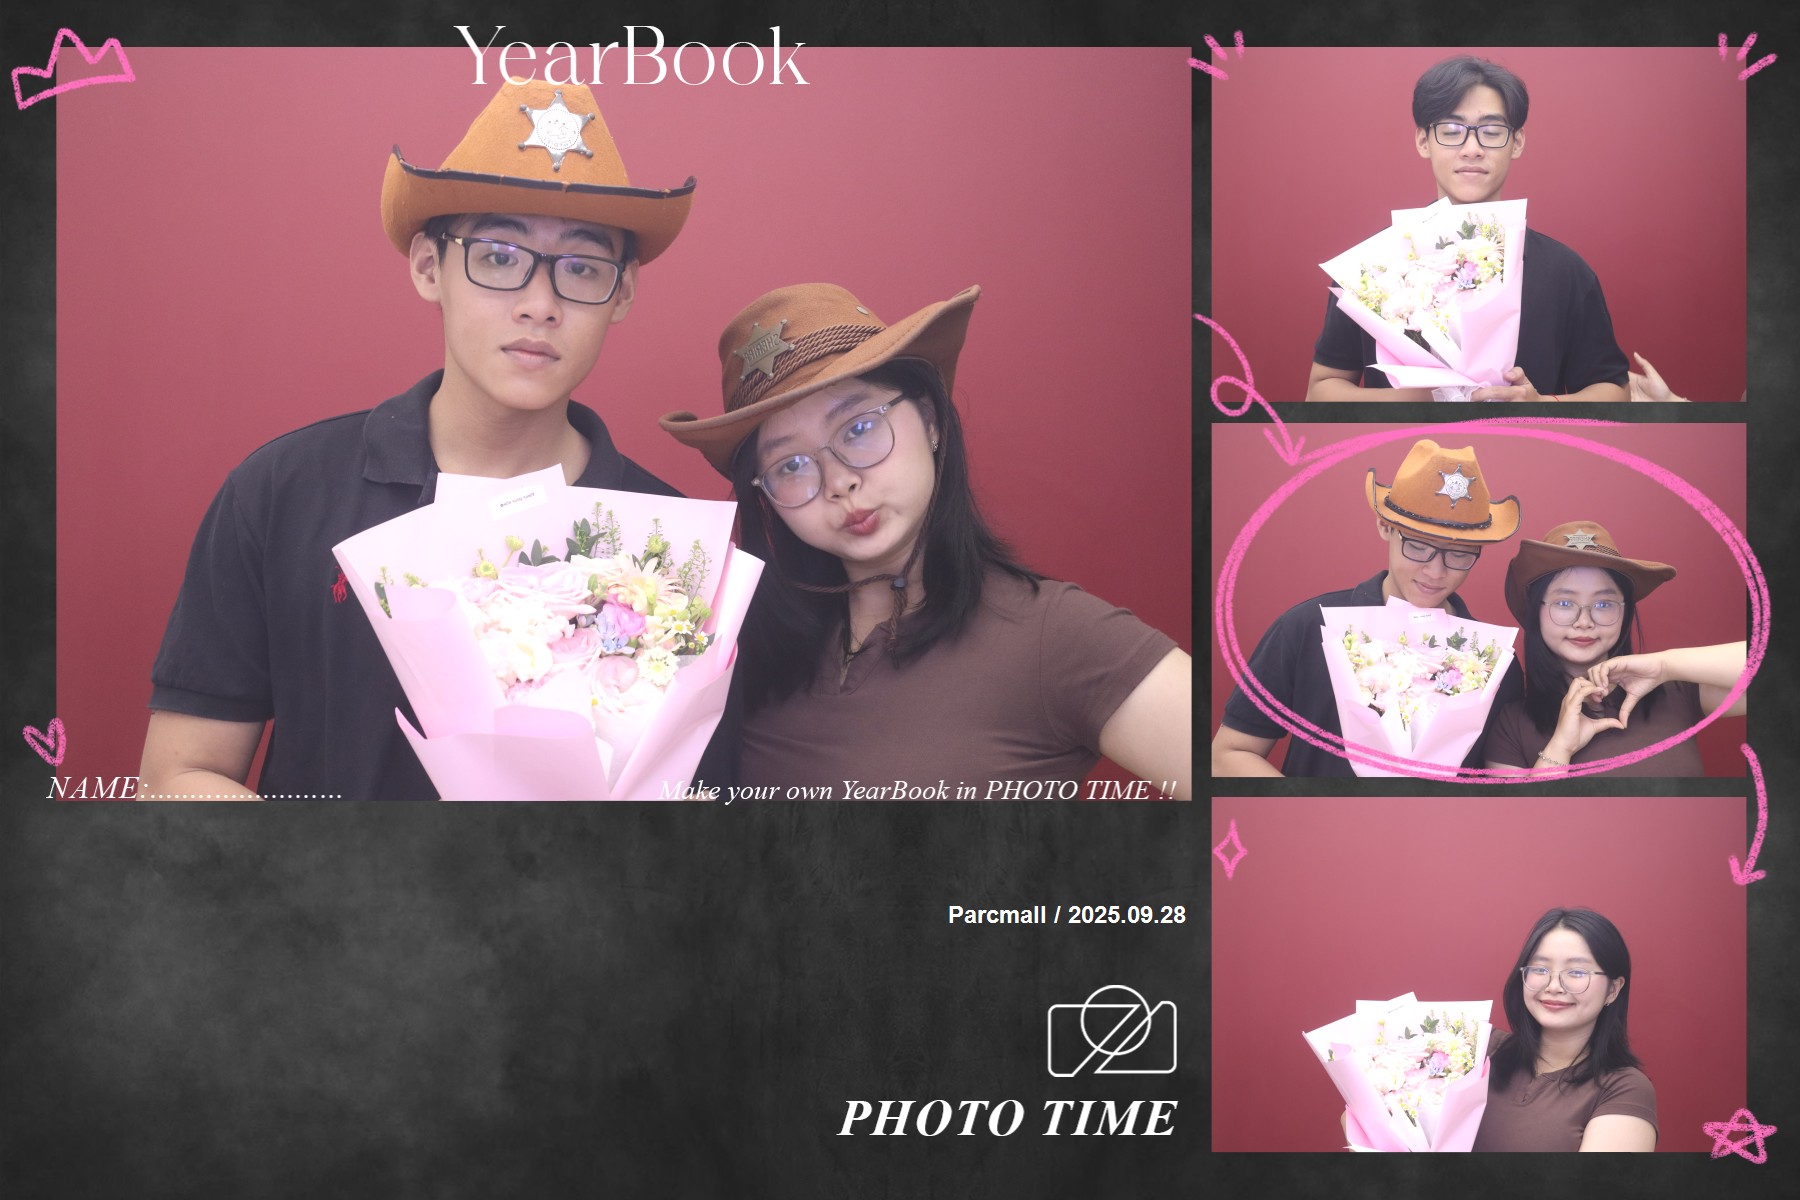 YearBook
NAME:........................
Make your own YearBook in PHOTO TIME !!
Parcmall / 2025.09.28
PHOTO TIME